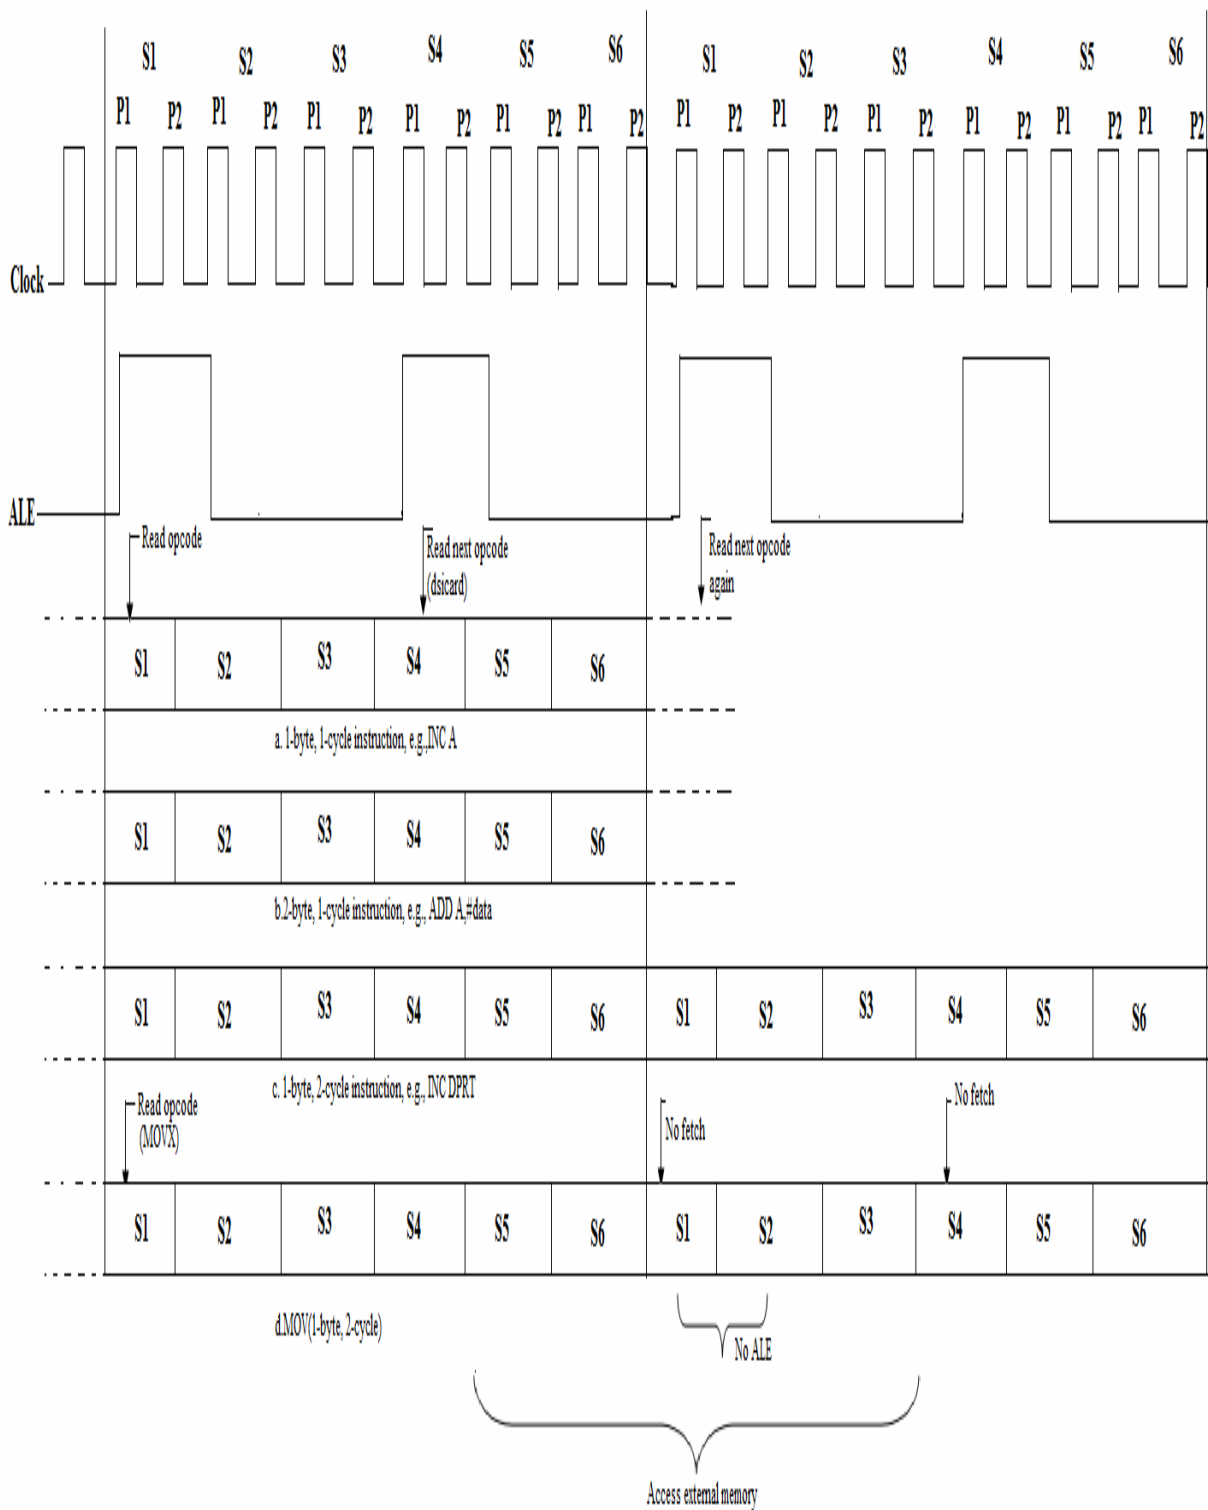 S1 S2 S3 S4 S5 S6 S1 S2 S3 S4 S5 S6
P1 P2 P1 P2 P1 P2 P1 P2 P1 P2 P1 P2 P1 P2 P1 P2 P1 P2 P1 P2 P1 P2 P1 P2
Clock
ALE
Read opcode
Read next opcode
(dsicard)
Read next opcode
again
S1 S2 S3 S4 S5 S6
a. 1-byte, 1-cycle instruction, e.g.,INC A
S1 S2 S3 S4 S5 S6
b.2-byte, 1-cycle instruction, e.g., ADD A,#data
S1 S2 S3 S4 S5 S6 S1 S2 S3 S4 S5 S6
c. 1-byte, 2-cycle instruction, e.g., INC DPRT
Read opcode
(MOVX)
No fetch
No fetch
S1 S2 S3 S4 S5 S6 S1 S2 S3 S4 S5 S6
d.MOV(1-byte, 2-cycle)
No ALE
Access external memory